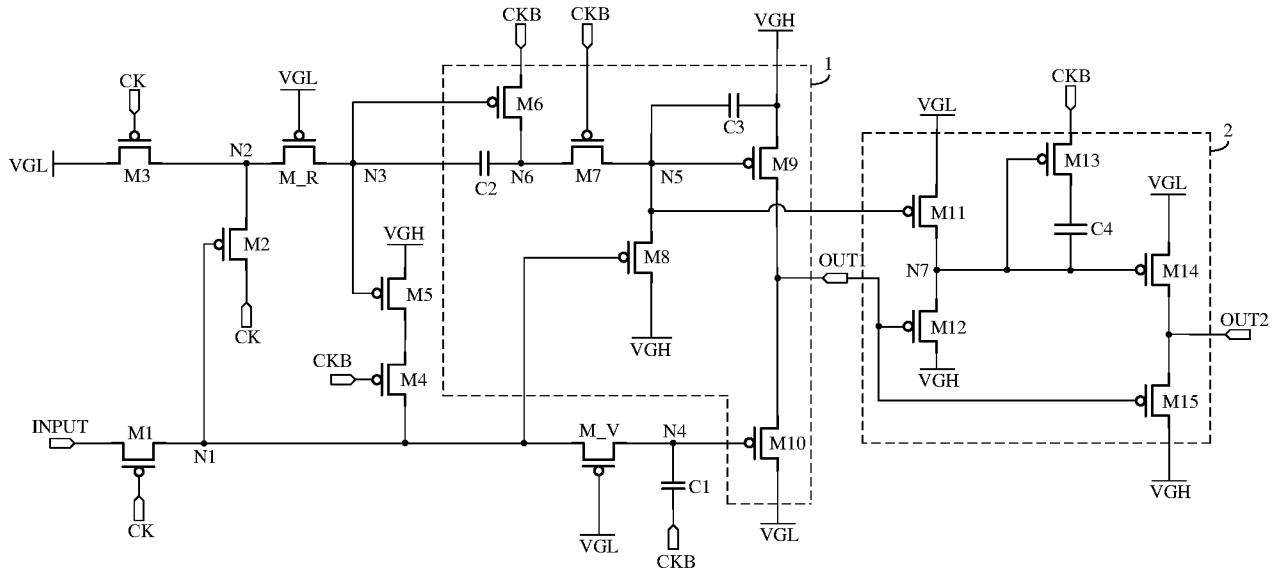 CKB
CKB
VGH
1
CK
VGL
M6
C3
VGL
CKB
2
VGL
M3
N2
M_R
N3
C2
N6
M7
N5
M9
M13
VGL
M11
C4
M2
VGH
M8
OUT1
N7
M14
M5
CK
M12
OUT2
VGH
CKB
M4
VGH
M15
INPUT
M1
N1
M_V
N4
M10
C1
VGH
CK
VGL
CKB
VGL